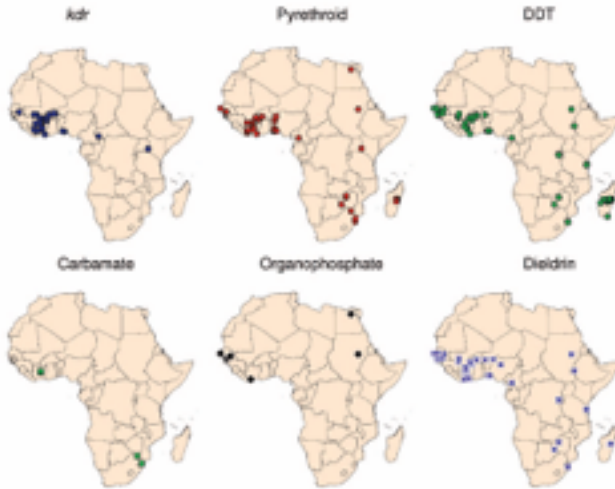 kdr
Pyrethroid
DDT
Carbamate
Organophosphate
Dieldrin